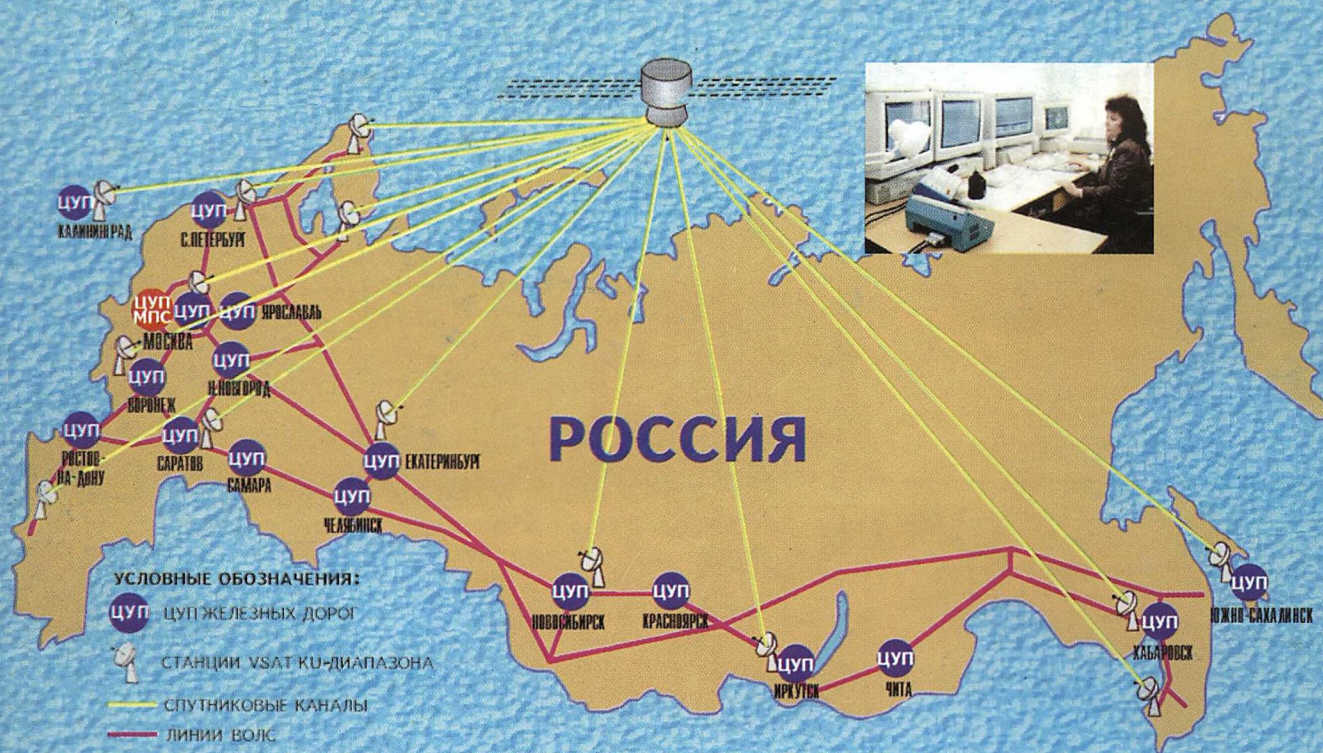 ЦУП
КАЛИНИНГРАД
ЦУП
С.ПЕТЕРБУРГ
ЦУП
МПС
ЦУП
ЦУП
ЯРОСЛАВЛЬ
МОСКВА
ЦУП
ВОРОНЕЖ
ЦУП
Н.НОВГОРОД
ЦУП
РОСТОВ-
НА-ДОНУ
ЦУП
САРАТОВ
ЦУП
САМАРА
ЦУП
ЕКАТЕРИНБУРГ
ЦУП
ЧЕЛЯБИНСК
РОССИЯ
ЦУП
НОВОСИБИРСК
ЦУП
КРАСНОЯРСК
ЦУП
ИРКУТСК
ЦУП
ЧИТА
ЦУП
ХАБАРОВСК
ЦУП
ЮЖНО-САХАЛИНСК
УСЛОВНЫЕ ОБОЗНАЧЕНИЯ:
ЦУП ЦУП ЖЕЛЕЗНЫХ ДОРОГ
СТАНЦИИ VSAT KU-ДИАПАЗОНА
СПУТНИКОВЫЕ КАНАЛЫ
ЛИНИИ ВОЛС